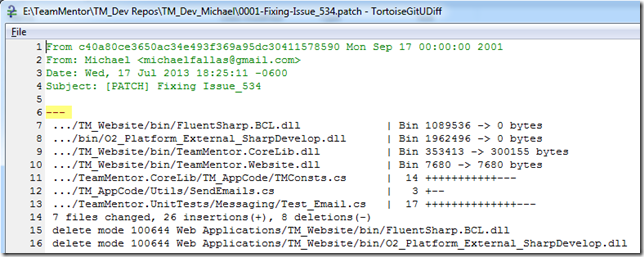 E:\TeamMentor\TM_Dev Repos\TM_Dev_Michael\0001-Fixing-Issue_534.patch - TortoiseGitUDiff
File
1 From c40a80ce3650ac34e493f369a95dc30411578590 Mon Sep 17 00:00:00 2001
2 From: Michael <michaelfallas@gmail.com>
3 Date: Wed, 17 Jul 2013 18:25:11 -0600
4 Subject: [PATCH] Fixing Issue_534
5
6 ---
7 .../TM_Website/bin/FluentSharp.BCL.dll | Bin 1089536 -> 0 bytes
8 .../bin/O2_Platform_External_SharpDevelop.dll | Bin 1962496 -> 0 bytes
9 .../TM_Website/bin/TeamMentor.CoreLib.dll | Bin 353413 -> 300155 bytes
10 .../TM_Website/bin/TeamMentor.Website.dll | Bin 7680 -> 7680 bytes
11 .../TeamMentor.CoreLib/TM_AppCode/TMConsts.cs | 14 +++++++++++---
12 .../TM_AppCode/Utils/SendEmails.cs | 3 +--
13 .../TeamMentor.UnitTests/Messaging/Test_Email.cs | 17 ++++++++++++++---
14 7 files changed, 26 insertions(+), 8 deletions(-)
15 delete mode 100644 Web Applications/TM_Website/bin/FluentSharp.BCL.dll
16 delete mode 100644 Web Applications/TM_Website/bin/O2_Platform_External_SharpDevelop.dll